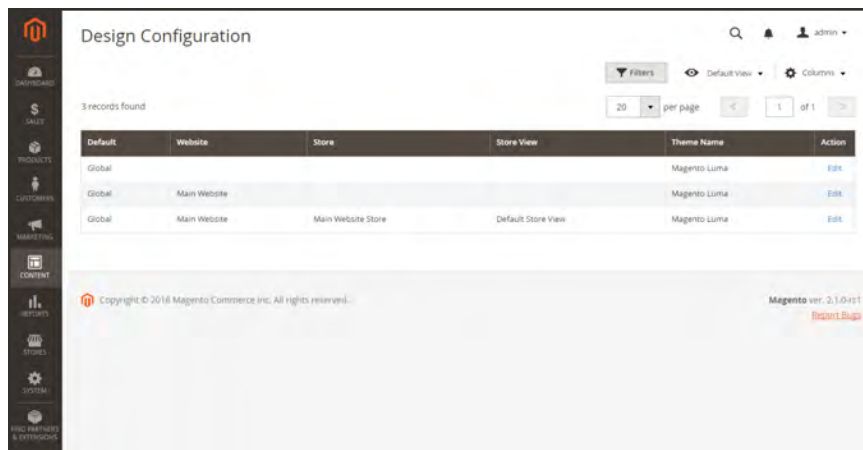 Design Configuration
admin
Filters
Default View
Columns
3 records found
20 per page
1 of 1
Default Website Store Store View Theme Name Action
Global Magento Luma Edit
Global Main Website Magento Luma Edit
Global Main Website Main Website Store Default Store View Magento Luma Edit
DASHBOARD
SALES
PRODUCTS
CUSTOMERS
MARKETING
CONTENT
REPORTS
STORES
SYSTEM
FIND PARTNERS
& EXTENSIONS
Copyright © 2016 Magento Commerce Inc. All rights reserved.
Magento ver. 2.1.0-rc1
Report Bugs